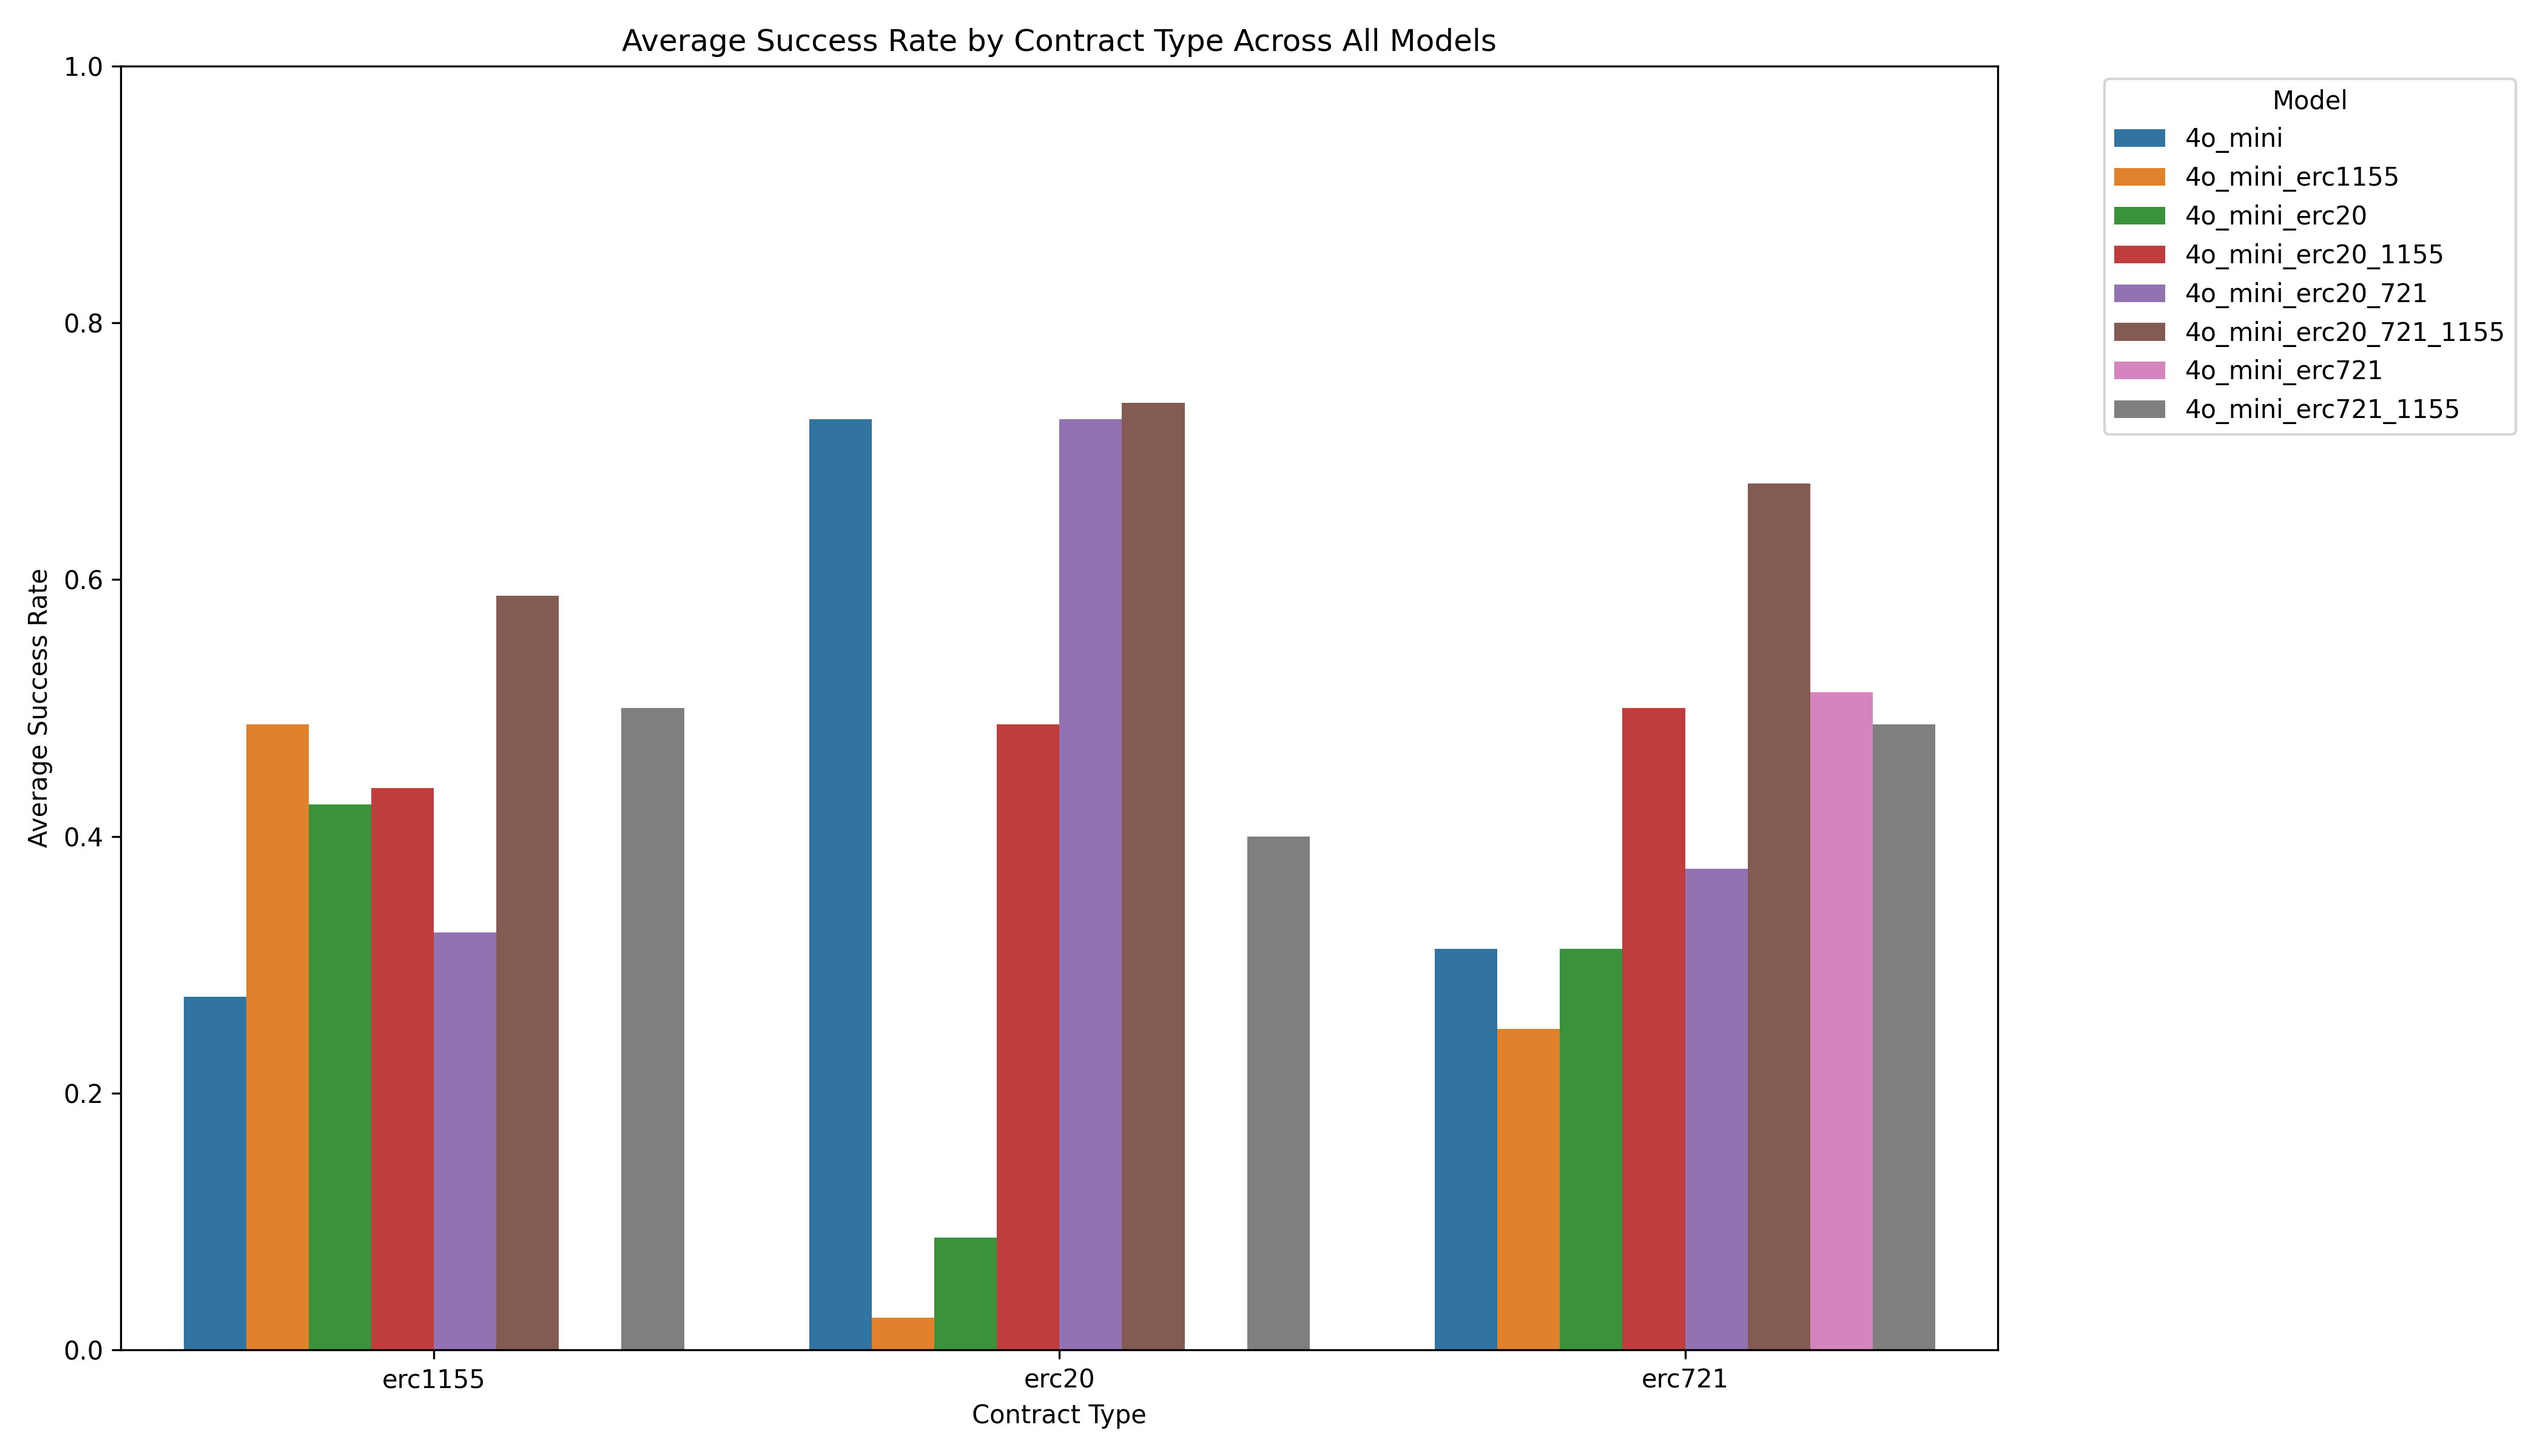 Average Success Rate by Contract Type Across All Models
Average Success Rate
1.0
0.8
0.6
0.4
0.2
0.0
erc1155
erc20
erc721
Contract Type
Model
4o_mini
4o_mini_erc1155
4o_mini_erc20
4o_mini_erc20_1155
4o_mini_erc20_721
4o_mini_erc20_721_1155
4o_mini_erc721
4o_mini_erc721_1155